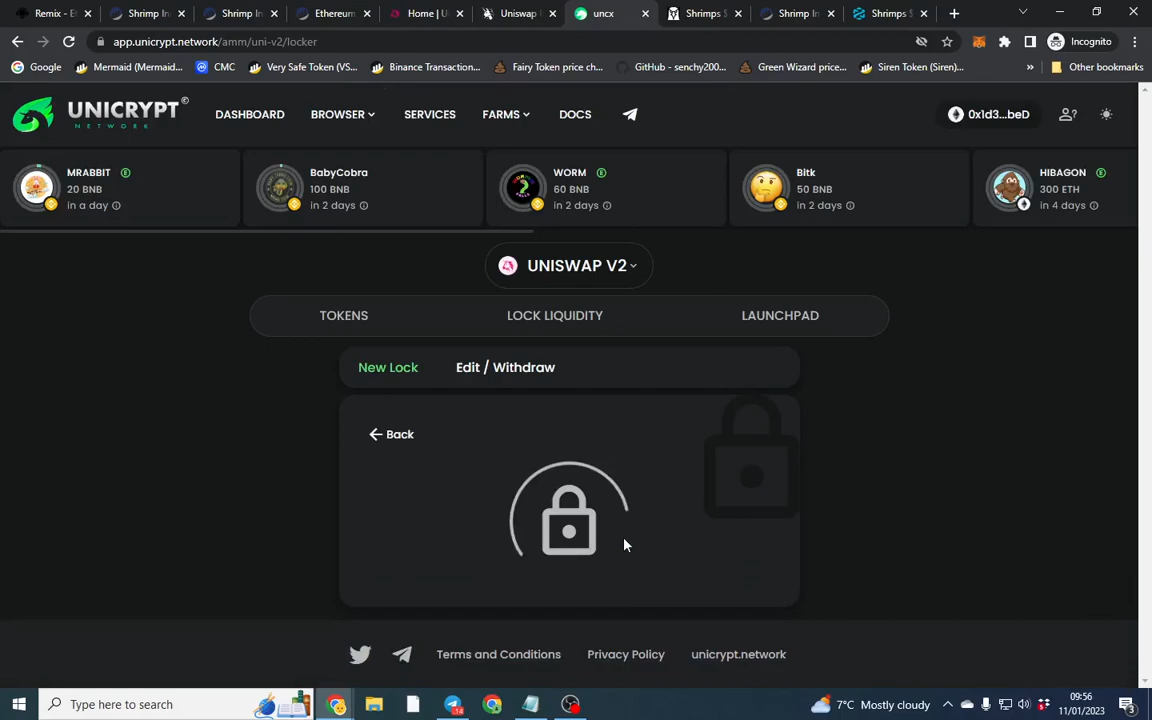 Remix - Et
Shrimp In
Shrimp In
Ethereum
Home | U
Uniswap I
uncx
Shrimps $
Shrimp In
Shrimps $
app.unicrypt.network/amm/uni-v2/locker
Incognito
Google
Mermaid (Mermaid...
CMC
Very Safe Token (VS...
Binance Transaction...
Fairy Token price ch...
GitHub - senchy200...
Green Wizard price...
Siren Token (Siren)...
Other bookmarks
UNICRYPT
©
NETWORK
DASHBOARD
BROWSER
SERVICES
FARMS
DOCS
0x1d3...beD
MRABBIT
20 BNB
in a day
BabyCobra
100 BNB
in 2 days
WORM
60 BNB
in 2 days
Bitk
50 BNB
in 2 days
HIBAGON
300 ETH
in 4 days
UNISWAP V2
TOKENS
LOCK LIQUIDITY
LAUNCHPAD
New Lock
Edit / Withdraw
Back
Terms and Conditions
Privacy Policy
unicrypt.network
Type here to search
14
7°C Mostly cloudy
09:56
11/01/2023
3